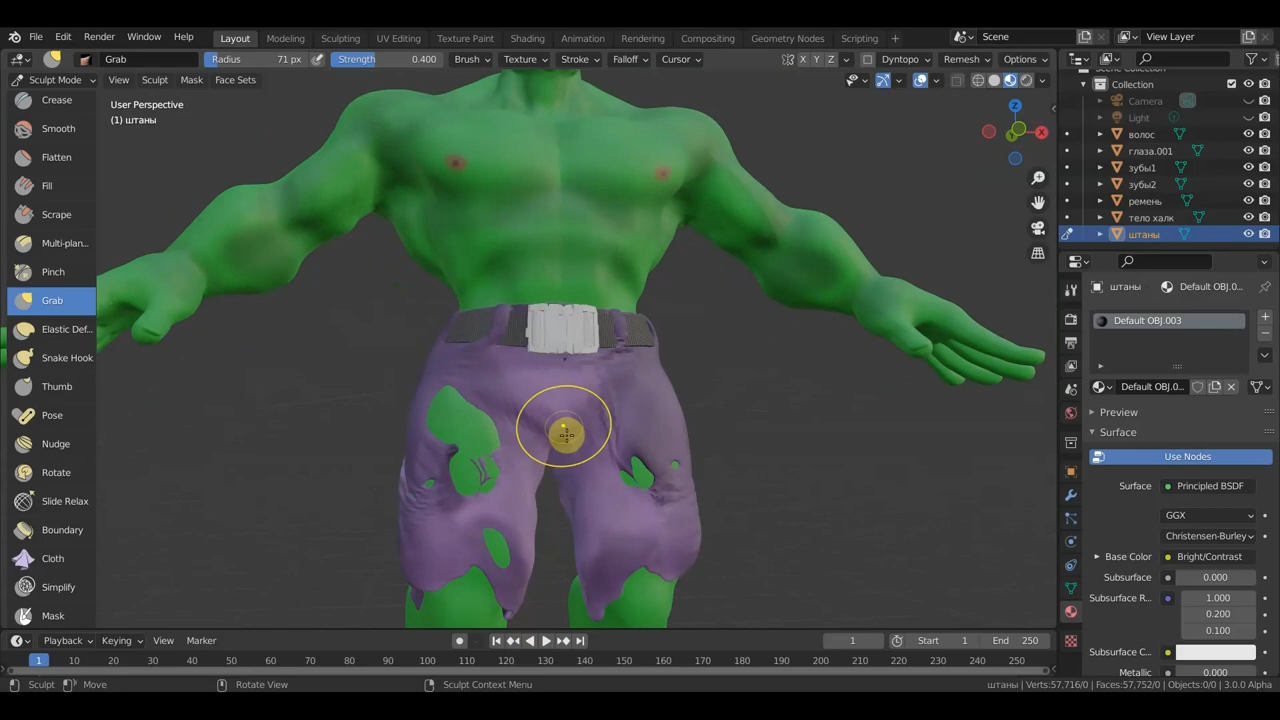 File Edit Render Window Help Layout Modeling Sculpting UV Editing Texture Paint Shading Animation Rendering Compositing Geometry Nodes Scripting + Scene View Layer
Grab Radius 71 px Strength 0.400 Brush Texture Stroke Falloff Cursor X Y Z Dyntopo Remesh Options
Sculpt Mode View Sculpt Mask Face Sets
User Perspective
(1) штаны
Crease
Smooth
Flatten
Fill
Scrape
Multi-plan...
Pinch
Grab
Elastic Def...
Snake Hook
Thumb
Pose
Nudge
Rotate
Slide Relax
Boundary
Cloth
Simplify
Mask
Z
X
Y
Collection
Camera
Light
волос
глаза.001
зубы1
зубы2
ремень
тело халк
штаны
штаны Default OBJ.0...
Default OBJ.003
Default OBJ.0...
Preview
Surface
Use Nodes
Surface Principled BSDF
GGX
Christensen-Burley
Base Color Bright/Contrast
Subsurface 0.000
Subsurface R... 1.000
0.200
0.100
Subsurface C...
Metallic 0.000
Playback Keying View Marker 1 Start 1 End 250
1 10 20 30 40 50 60 70 80 90 100 110 120 130 140 150 160 170 180 190 200 210 220 230 240 250
Sculpt Move Rotate View Sculpt Context Menu штаны | Verts:57,716/0 | Faces:57,752/0 | Objects:0/0 | 3.0.0 Alpha